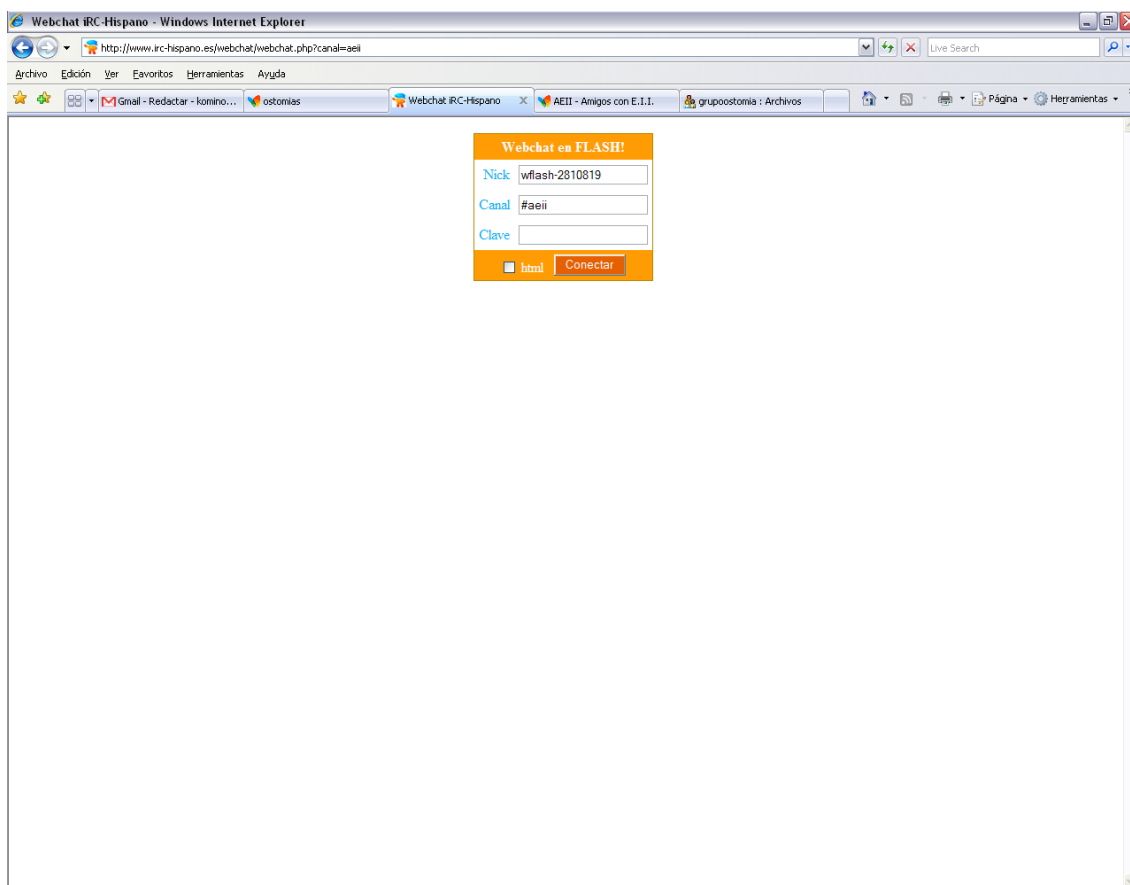 Webchat iRC-Hispano - Windows Internet Explorer
http://www.irc-hispano.es/webchat/webchat.php?canal=aeii
Live Search
Archivo Edición Ver Favoritos Herramientas Ayuda
Gmail - Redactar - komino... ostomias Webchat iRC-Hispano AEII - Amigos con E.I.I. grupoostomia : Archivos Página Herramientas
Webchat en FLASH!
Nick wflash-2810819
Canal #aeii
Clave
html Conectar